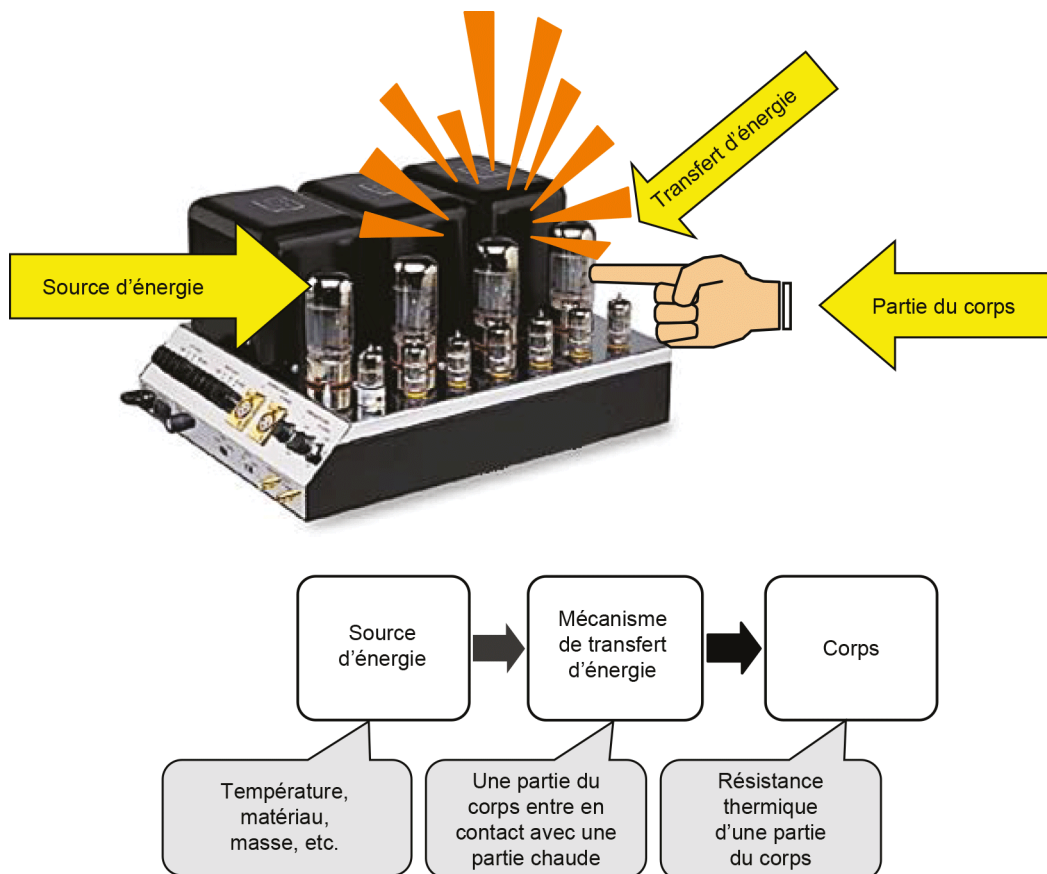 Transfert d'énergie
Source d'énergie
Partie du corps
Source
d'énergie
Mécanisme
de transfert
d'énergie
Corps
Température,
matériau,
masse, etc.
Une partie du
corps entre en
contact avec une
partie chaude
Résistance
thermique
d'une partie
du corps